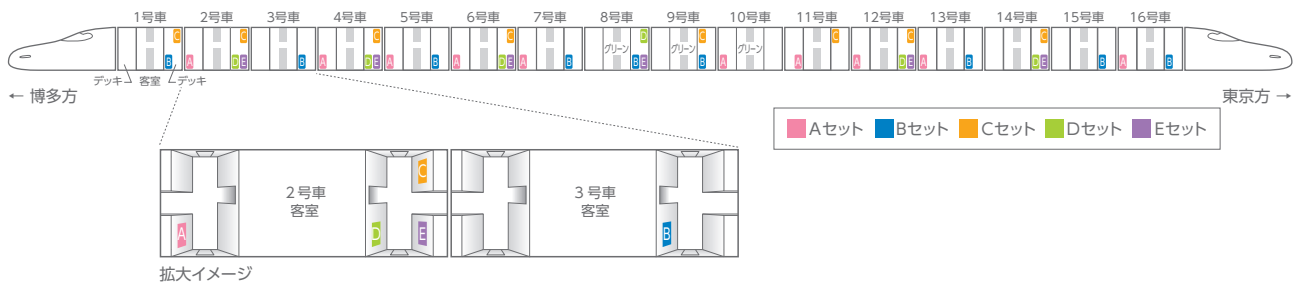 1号車 2号車 3号車 4号車 5号車 6号車 7号車 8号車 9号車 10号車 11号車 12号車 13号車 14号車 15号車 16号車
C C C C D C C C C
グリーン グリーン グリーン
B A D E B A D E A B A D E A B B E B A A A D E A B D E B A B
デッキ 客室 デッキ
← 博多方
東京方 →
Aセット Bセット Cセット Dセット Eセット
C
2号車
客室
3号車
客室
A D E B
拡大イメージ